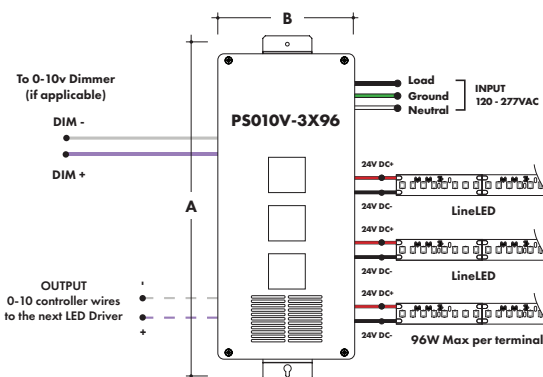 B
To 0-10v Dimmer
(if applicable)
DIM -
DIM +
A
PS010V-3X96
Load
Ground
Neutral
INPUT
120 - 277VAC
24V DC+
24V DC-
LineLED
24V DC+
24V DC-
LineLED
24V DC+
24V DC-
96W Max per terminal
OUTPUT
0-10 controller wires
to the next LED Driver
-
+